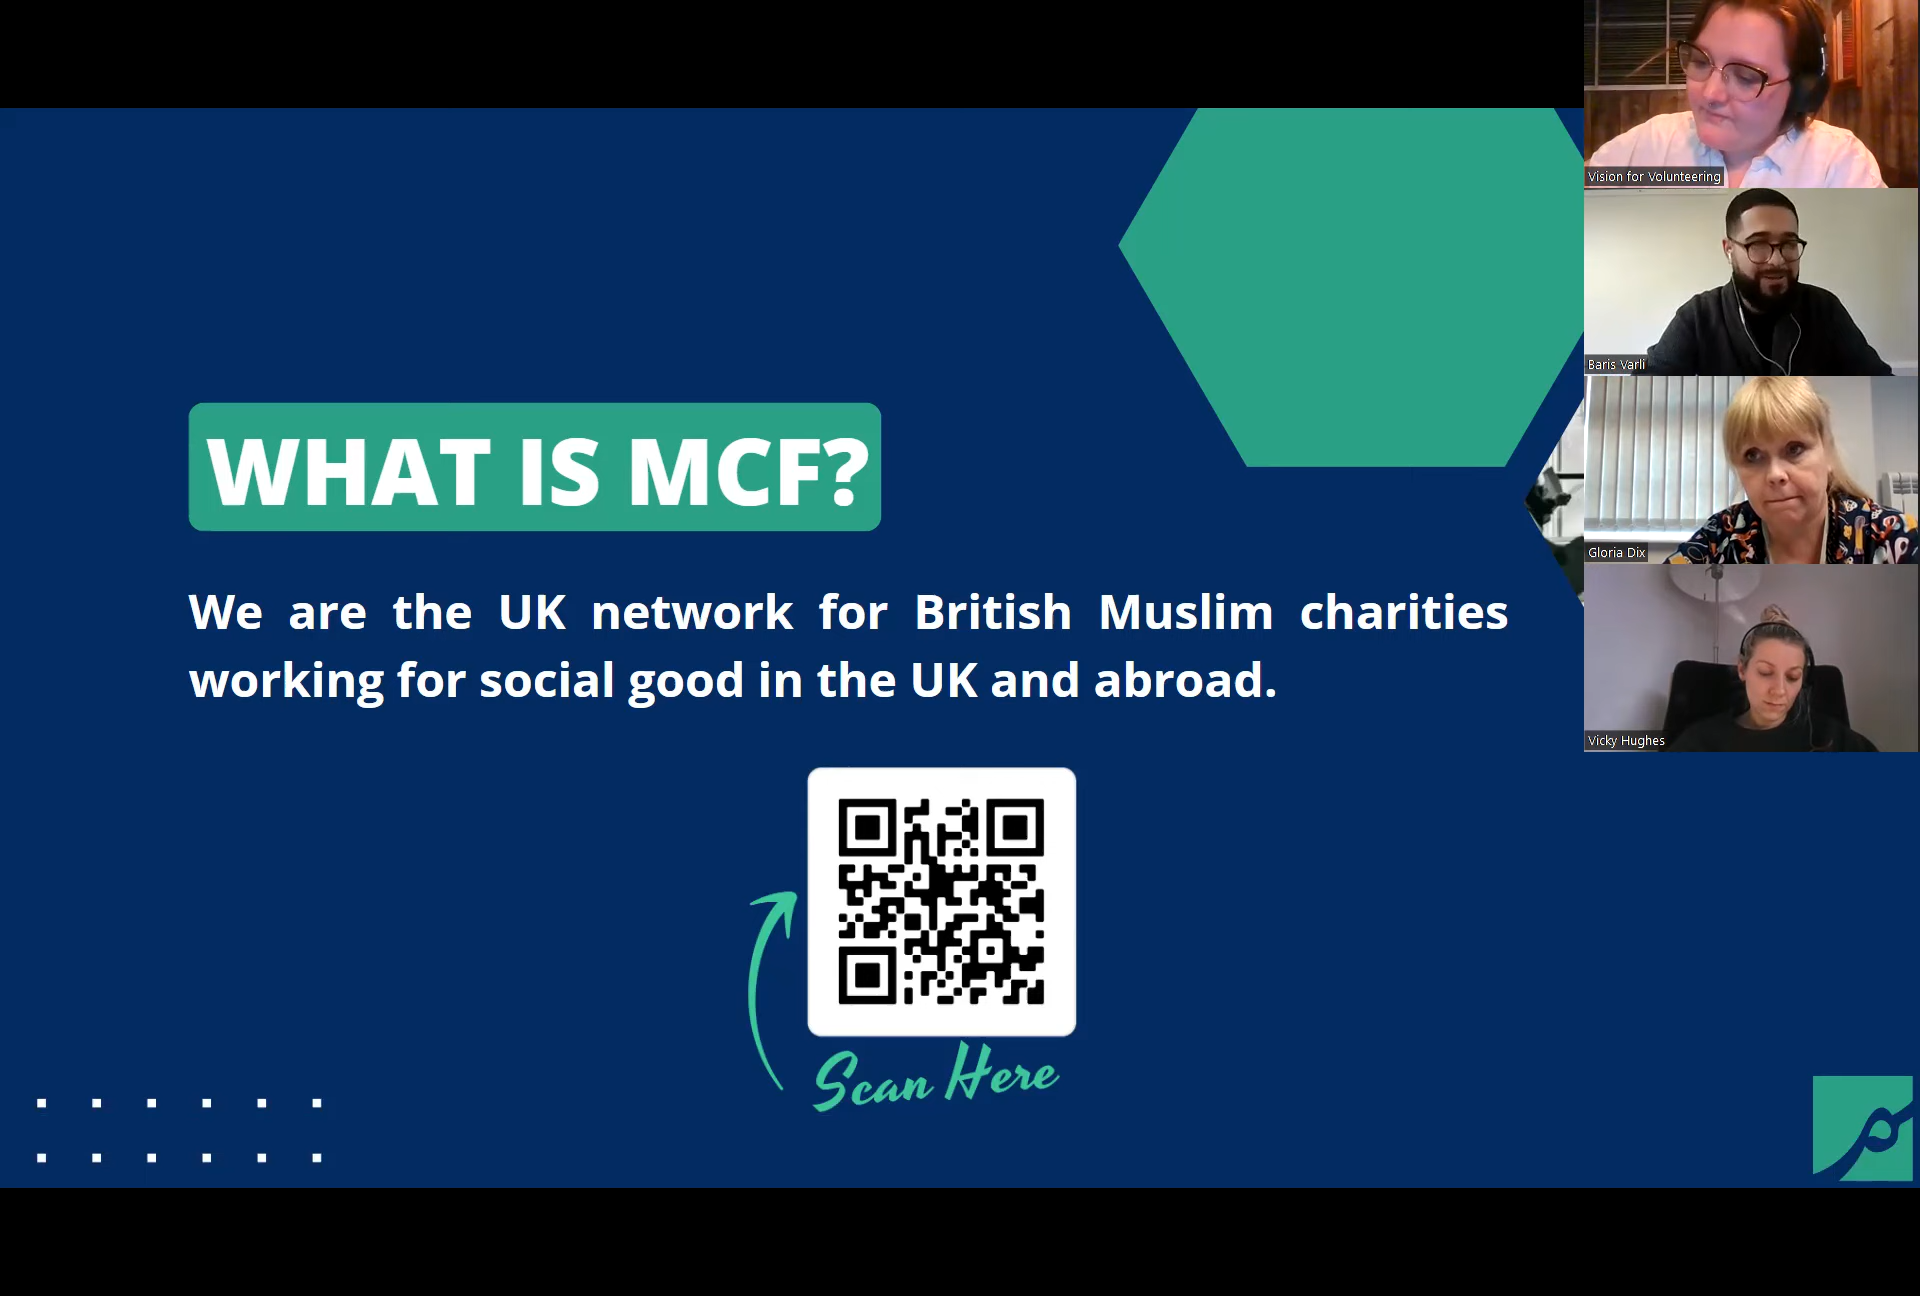 WHAT IS MCF?
We are the UK network for British Muslim charities
working for social good in the UK and abroad.
Scan Here
Vision for Volunteering
Baris Varli
Gloria Dix
Vicky Hughes